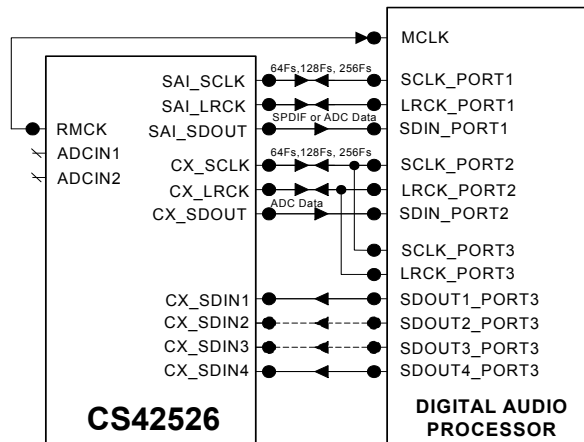 MCLK
64Fs,128Fs, 256Fs
SAI_SCLK
SCLK_PORT1
SAI_LRCK
LRCK_PORT1
SPDIF or ADC Data
RMCK
SAI_SDOUT
SDIN_PORT1
ADCIN1
64Fs,128Fs, 256Fs
CX_SCLK
SCLK_PORT2
ADCIN2
CX_LRCK
LRCK_PORT2
ADC Data
CX_SDOUT
SDIN_PORT2
SCLK_PORT3
LRCK_PORT3
CX_SDIN1
SDOUT1_PORT3
CX_SDIN2
SDOUT2_PORT3
CX_SDIN3
SDOUT3_PORT3
CX_SDIN4
SDOUT4_PORT3
CS42526
DIGITAL AUDIO
PROCESSOR